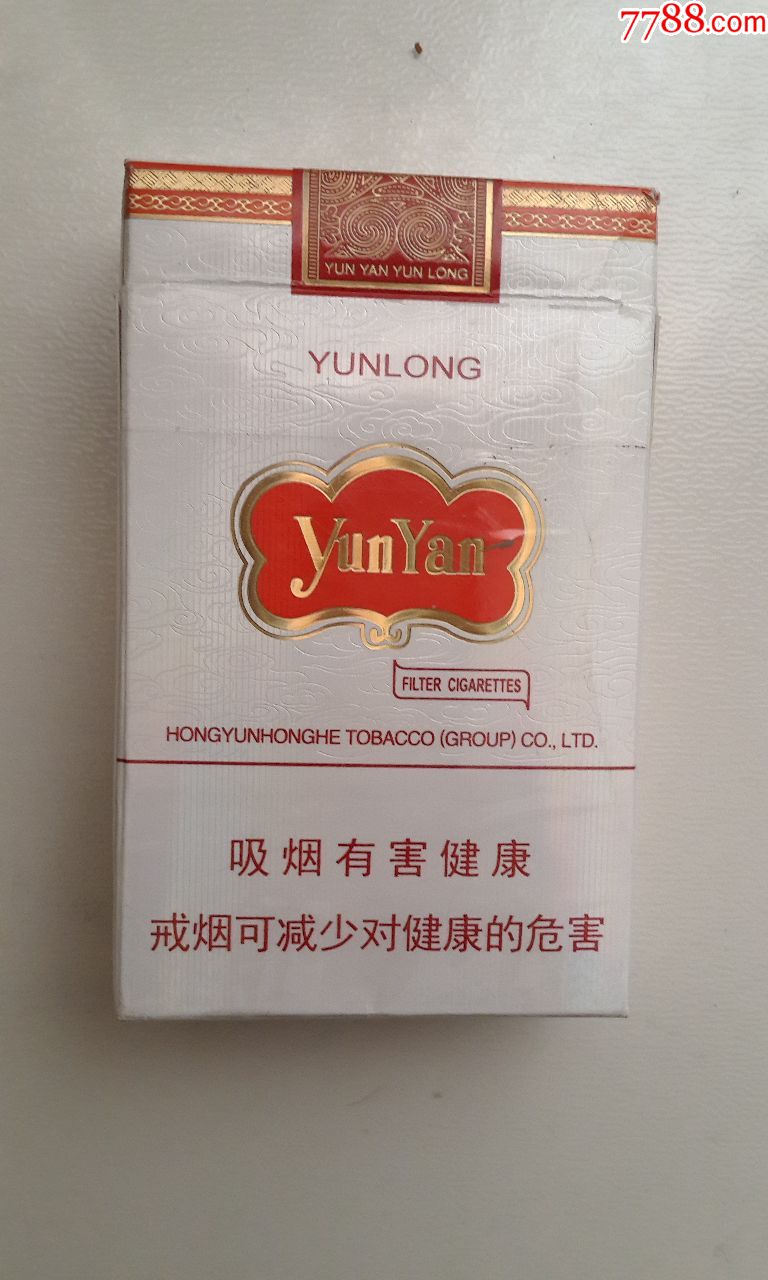 7788.com
YUN YAN YUN LONG
YUNLONG
YunYan
FILTER CIGARETTES
HONGYUNHONGHE TOBACCO (GROUP) CO., LTD.
吸烟有害健康
戒烟可减少对健康的危害